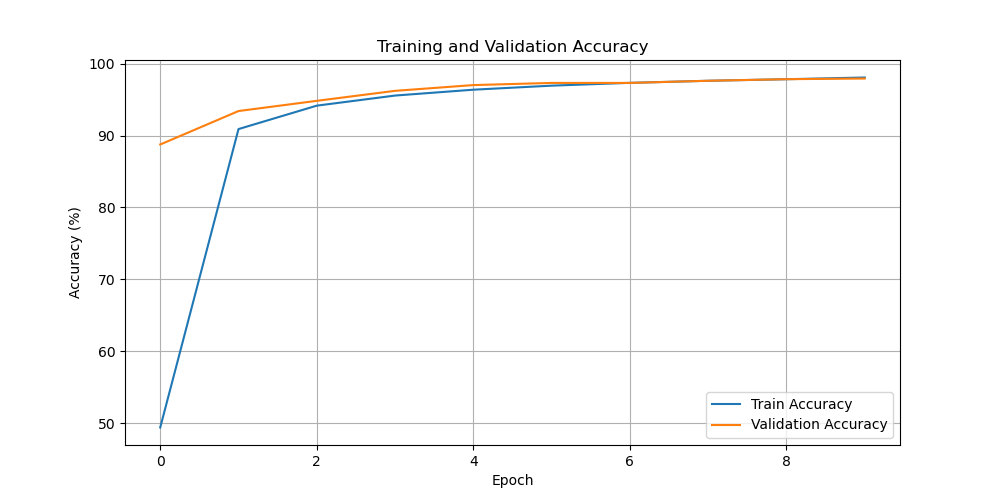 Training and Validation Accuracy
Accuracy (%)
100
90
80
70
60
50
0 2 4 6 8
Epoch
Train Accuracy
Validation Accuracy